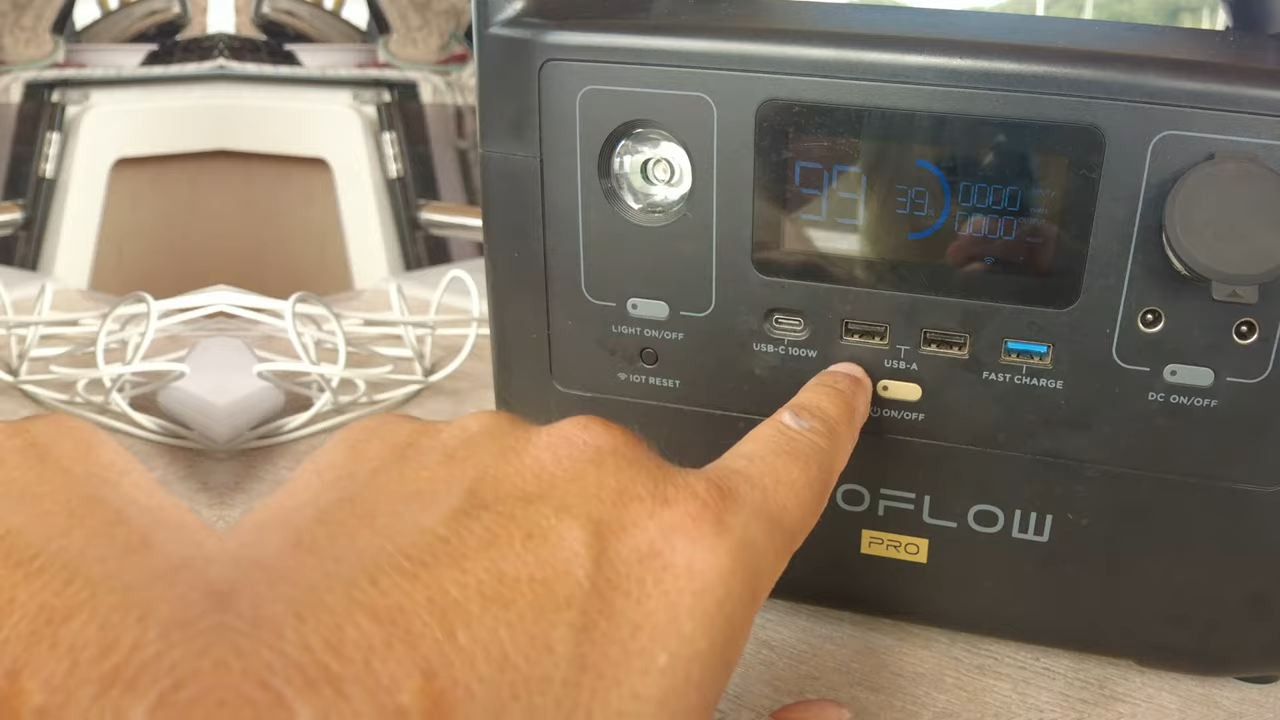 99
39%
0000
0000
LIGHT ON/OFF
IOT RESET
USB-C 100W
USB-A
FAST CHARGE
ON/OFF
DC ON/OFF
OFLOW
PRO